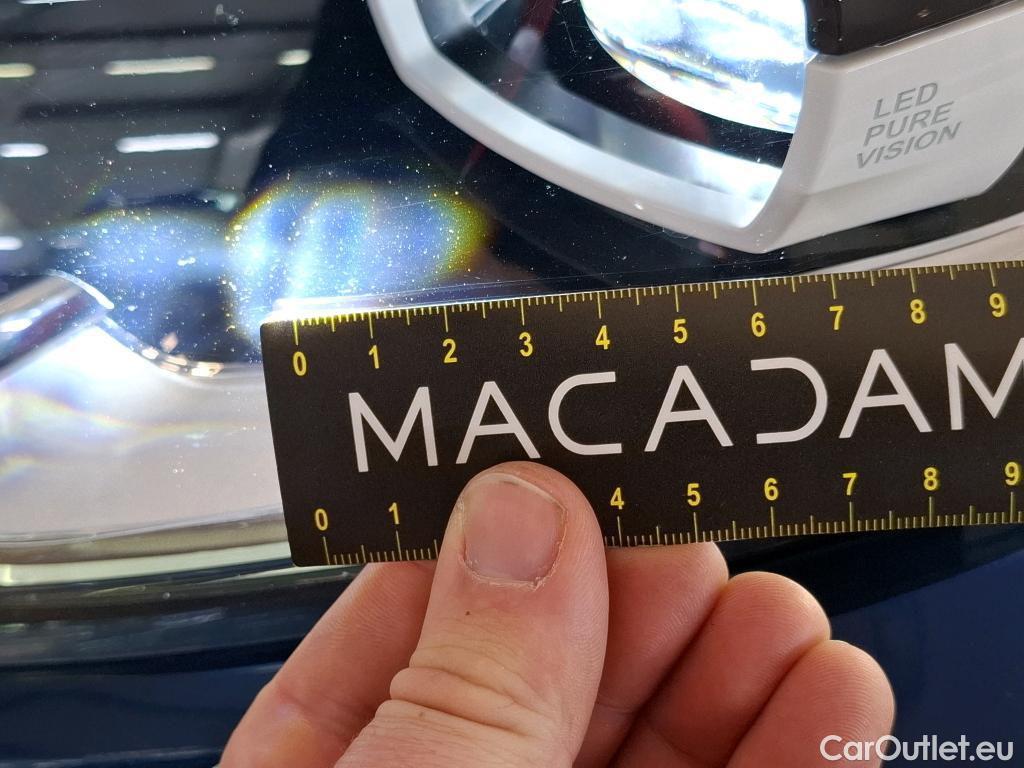 LED
PURE
VISION
0 1 2 3 4 5 6 7 8 9
MACADAM
0 1 4 5 6 7 8 9
CarOutlet.eu